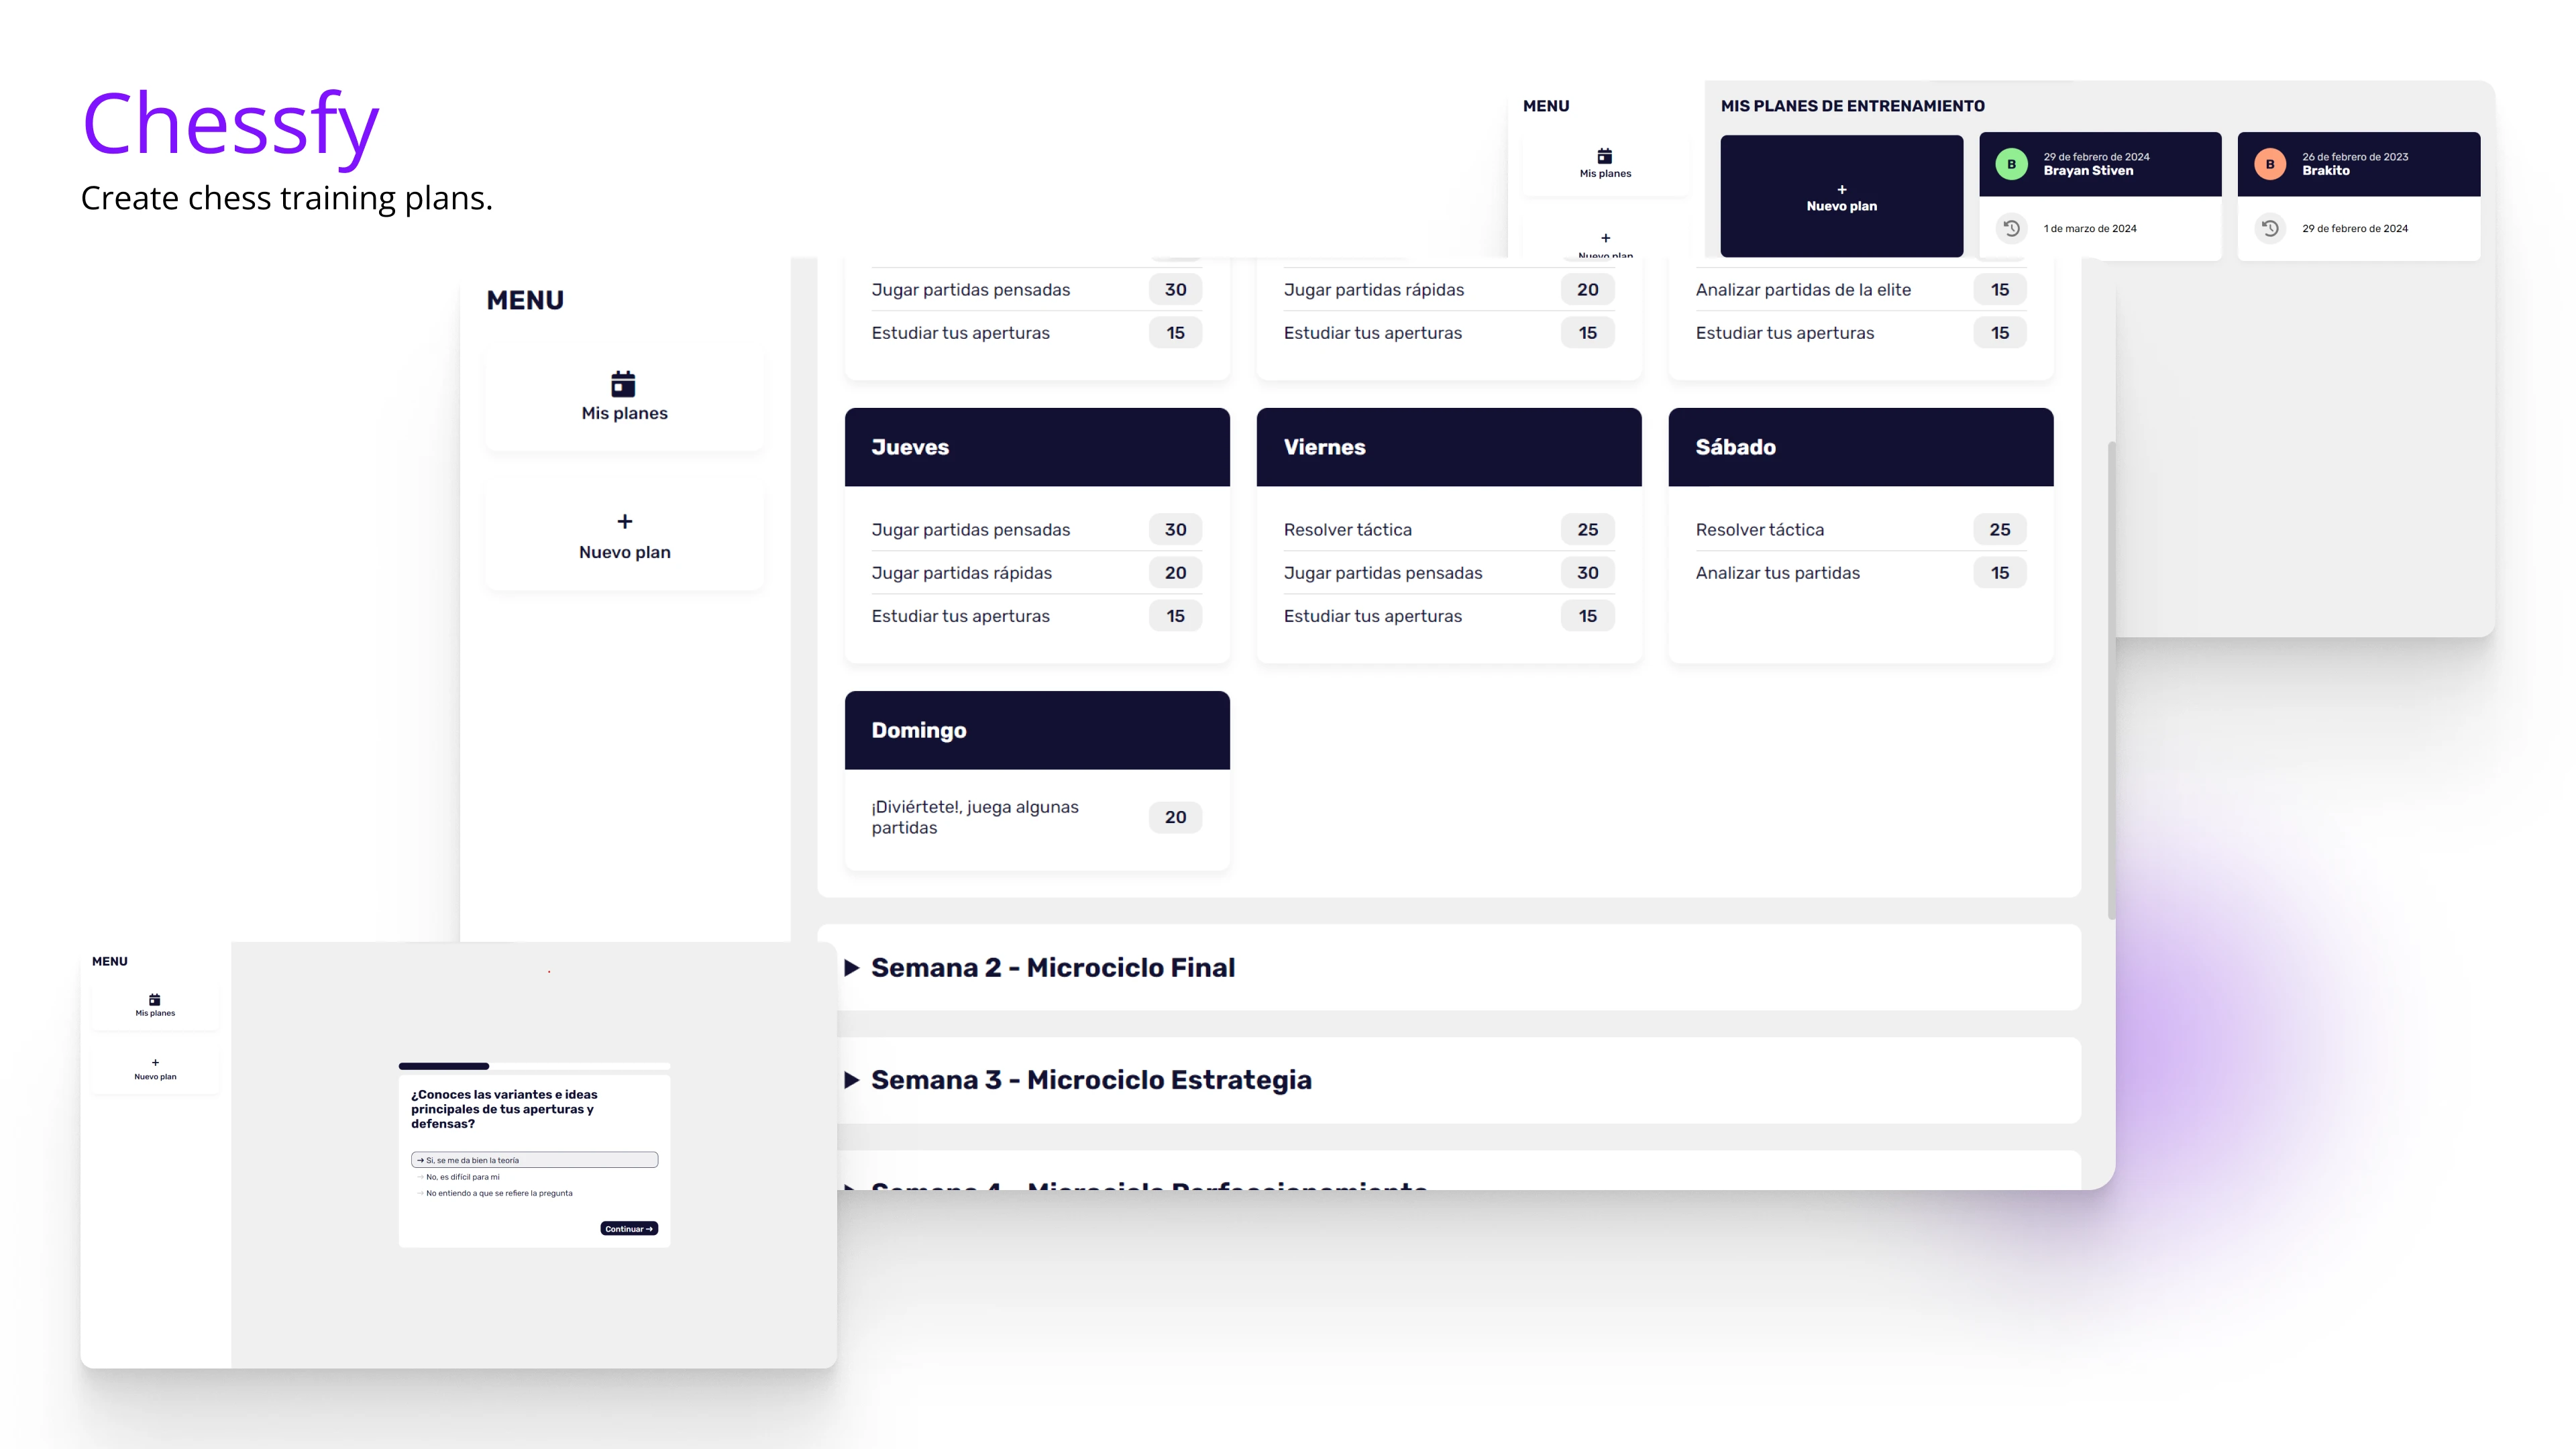 Chessfy
Create chess training plans.
MENU
Mis planes
+
Nuevo plan
MIS PLANES DE ENTRENAMIENTO
+
Nuevo plan
B
29 de febrero de 2024
Brayan Stiven
1 de marzo de 2024
B
26 de febrero de 2023
Brakito
29 de febrero de 2024
MENU
Mis planes
+
Nuevo plan
Jugar partidas pensadas 30
Estudiar tus aperturas 15
Jugar partidas rápidas 20
Estudiar tus aperturas 15
Analizar partidas de la elite 15
Estudiar tus aperturas 15
Jueves
Jugar partidas pensadas 30
Jugar partidas rápidas 20
Estudiar tus aperturas 15
Viernes
Resolver táctica 25
Jugar partidas pensadas 30
Estudiar tus aperturas 15
Sábado
Resolver táctica 25
Analizar tus partidas 15
Domingo
¡Diviértete!, juega algunas
partidas 20
Semana 2 - Microciclo Final
Semana 3 - Microciclo Estrategia
Semana 4 - Microciclo Perfeccionamiento
MENU
Mis planes
+
Nuevo plan
¿Conoces las variantes e ideas
principales de tus aperturas y
defensas?
→ Si, se me da bien la teoría
→ No, es difícil para mi
→ No entiendo a que se refiere la pregunta
Continuar →